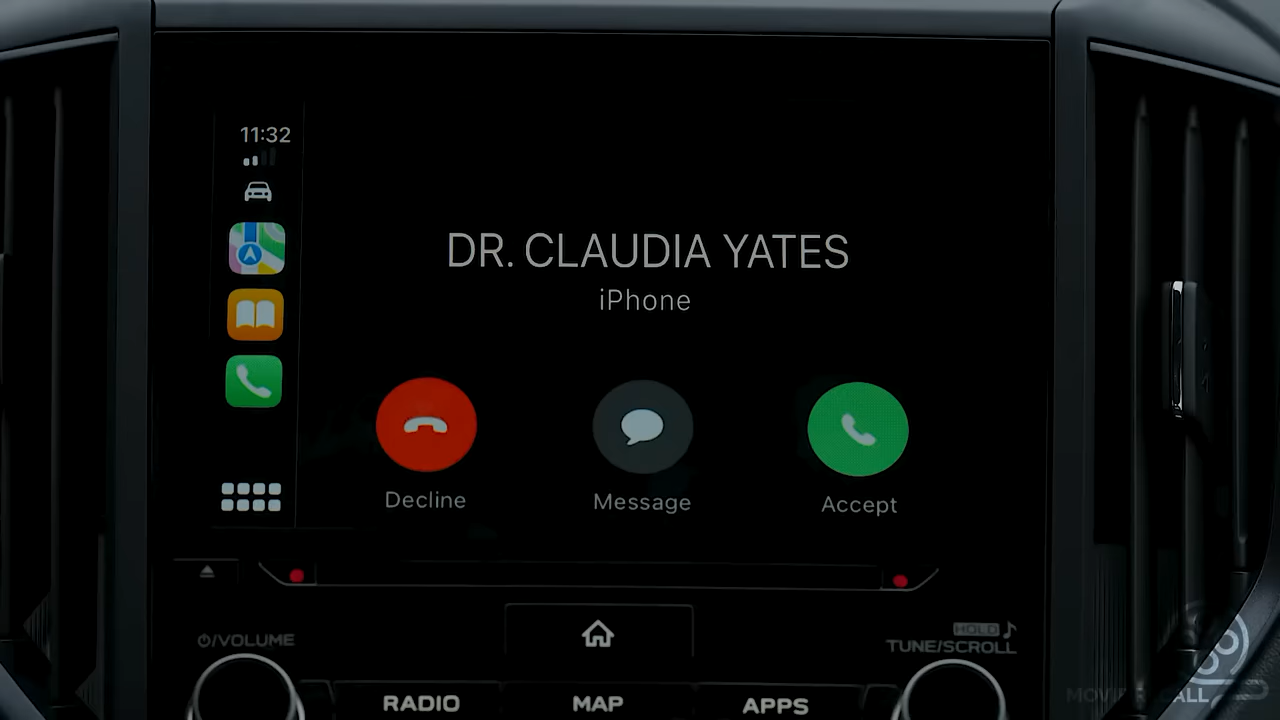 11:32
DR. CLAUDIA YATES
iPhone
Decline
Message
Accept
⏻/VOLUME
HOLD ♪
TUNE/SCROLL
RADIO
MAP
APPS